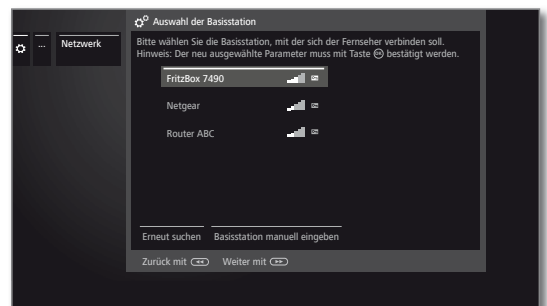 Auswahl der Basisstation
... Netzwerk
Bitte wählen Sie die Basisstation, mit der sich der Fernseher verbinden soll.
Hinweis: Der neu ausgewählte Parameter muss mit Taste OK bestätigt werden.
FritzBox 7490
Netgear
Router ABC
Erneut suchen Basisstation manuell eingeben
Zurück mit Weiter mit